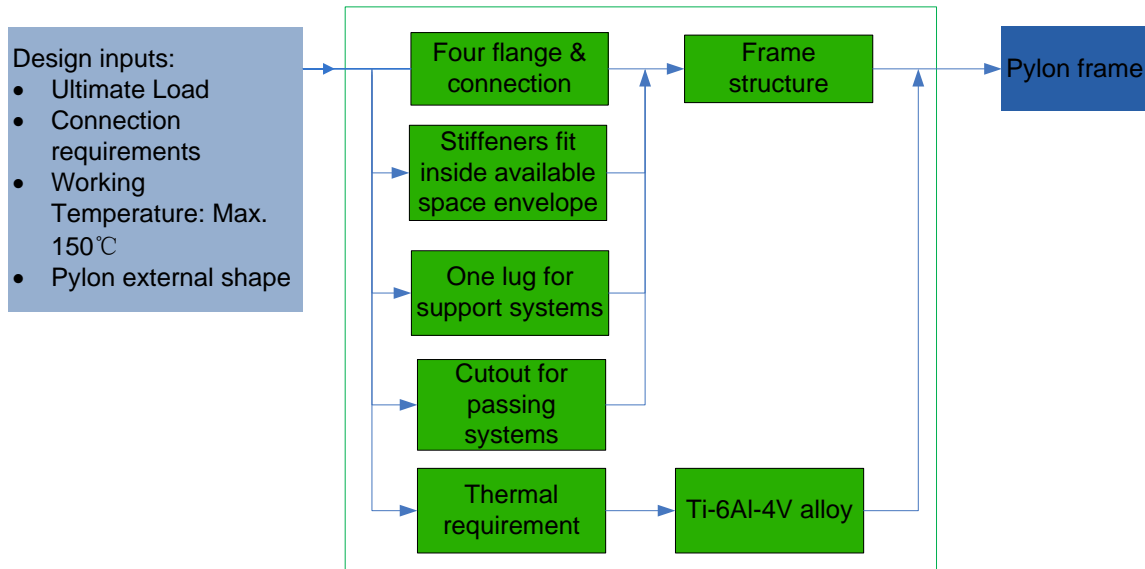 Design inputs:
• Ultimate Load
• Connection
requirements
• Working
Temperature: Max.
150℃
• Pylon external shape
Four flange &
connection
Stiffeners fit
inside available
space envelope
One lug for
support systems
Cutout for
passing
systems
Thermal
requirement
Frame
structure
Ti-6Al-4V alloy
Pylon frame